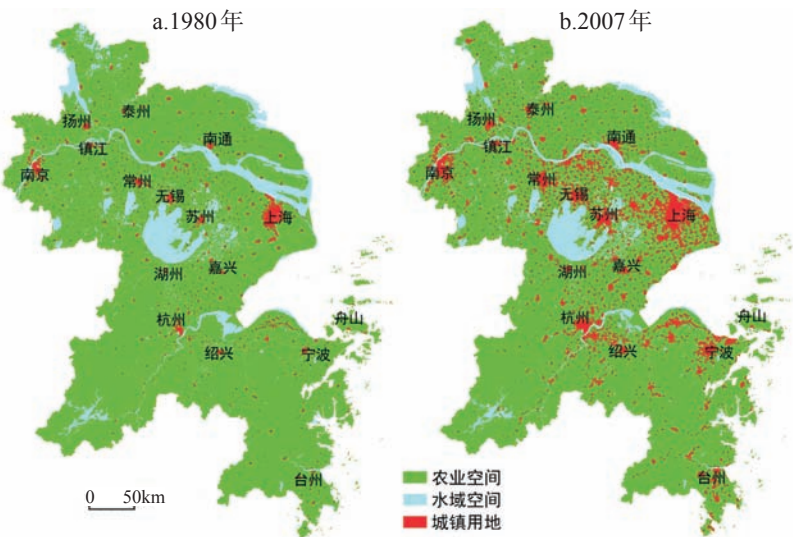 a.1980年
泰州
扬州
镇江
南通
南京
常州
无锡
苏州
上海
湖州
嘉兴
杭州
舟山
绍兴
宁波
台州
0 50km
b.2007年
泰州
扬州
镇江
南通
南京
常州
无锡
苏州
上海
湖州
嘉兴
杭州
舟山
绍兴
宁波
台州
农业空间
水域空间
城镇用地